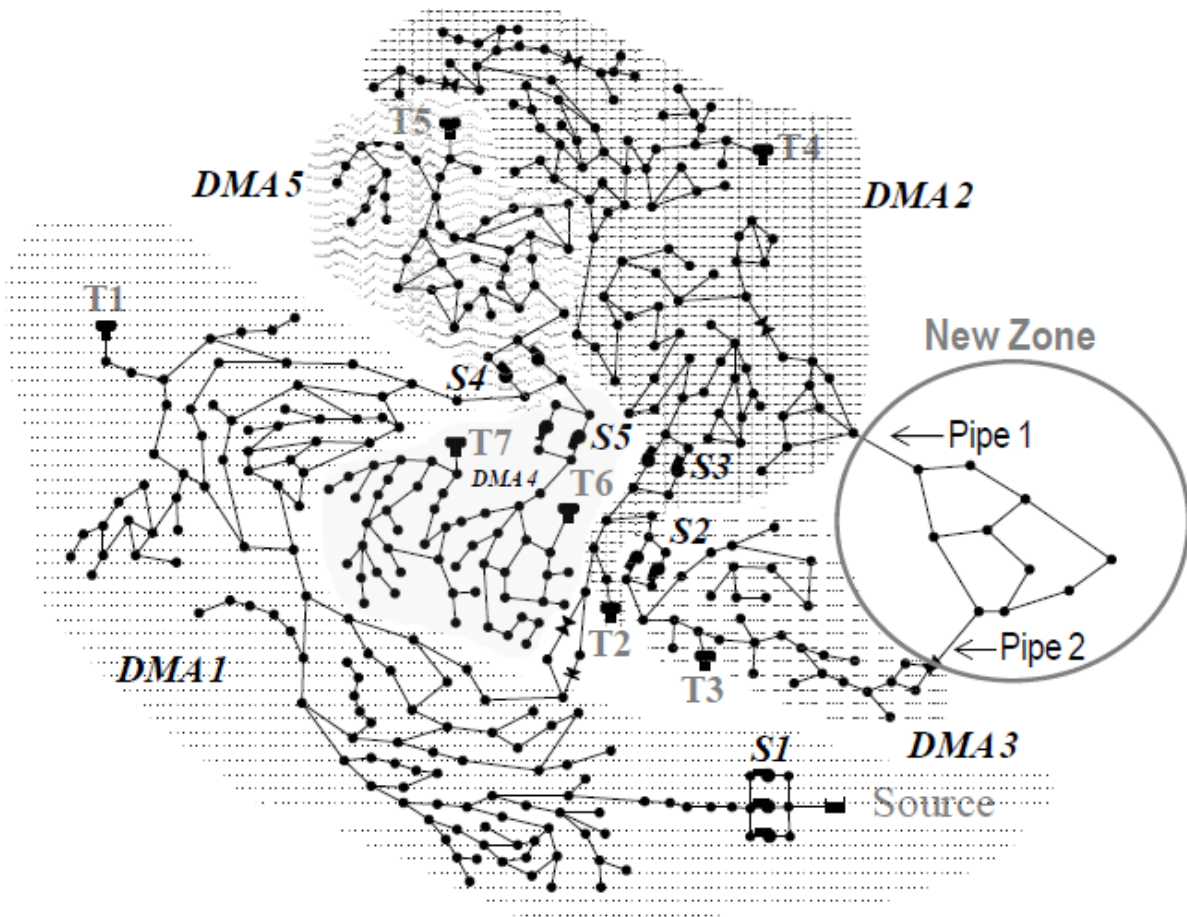 T5
T4
DMA 5
DMA 2
T1
New Zone
S4
Pipe 1
T7
S5
S3
DMA 4
T6
S2
T2
Pipe 2
DMA 1
T3
DMA 3
S1
Source